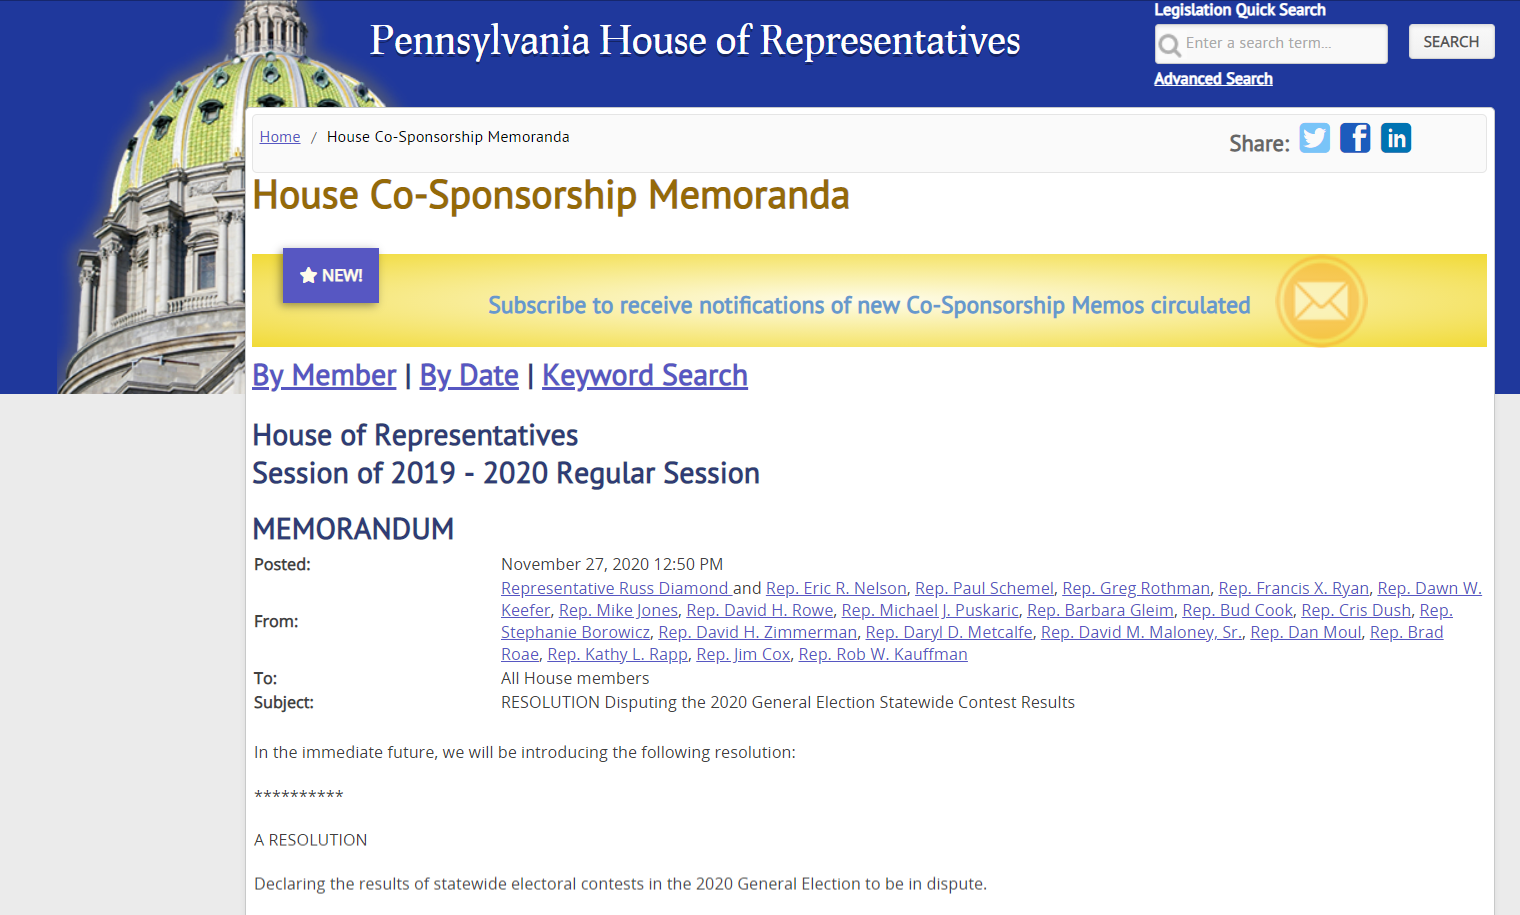 Pennsylvania House of Representatives
Legislation Quick Search
Enter a search term...
SEARCH
Advanced Search
Home / House Co-Sponsorship Memoranda
Share:
House Co-Sponsorship Memoranda
NEW!
Subscribe to receive notifications of new Co-Sponsorship Memos circulated
By Member | By Date | Keyword Search
House of Representatives
Session of 2019 - 2020 Regular Session
MEMORANDUM
Posted: November 27, 2020 12:50 PM
From: Representative Russ Diamond and Rep. Eric R. Nelson, Rep. Paul Schemel, Rep. Greg Rothman, Rep. Francis X. Ryan, Rep. Dawn W.
Keefer, Rep. Mike Jones, Rep. David H. Rowe, Rep. Michael J. Puskaric, Rep. Barbara Gleim, Rep. Bud Cook, Rep. Cris Dush, Rep.
Stephanie Borowicz, Rep. David H. Zimmerman, Rep. Daryl D. Metcalfe, Rep. David M. Maloney, Sr., Rep. Dan Moul, Rep. Brad
Roae, Rep. Kathy L. Rapp, Rep. Jim Cox, Rep. Rob W. Kauffman
To: All House members
Subject: RESOLUTION Disputing the 2020 General Election Statewide Contest Results
In the immediate future, we will be introducing the following resolution:
**********
A RESOLUTION
Declaring the results of statewide electoral contests in the 2020 General Election to be in dispute.